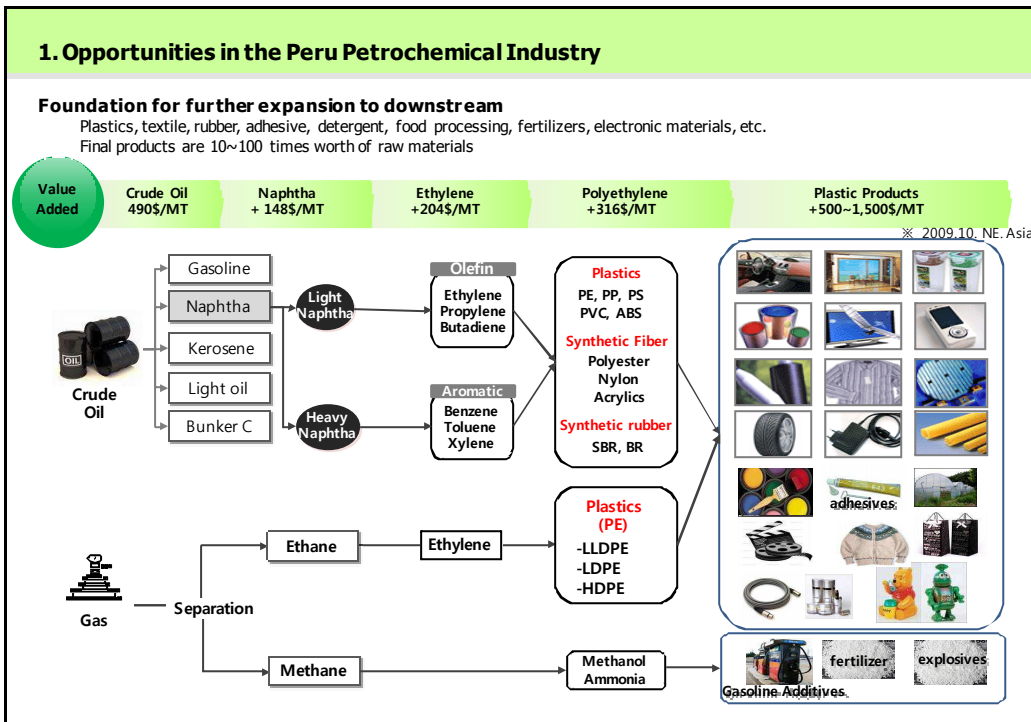 1. Opportunities in the Peru Petrochemical Industry
Foundation for further expansion to downstream
Plastics, textile, rubber, adhesive, detergent, food processing, fertilizers, electronic materials, etc.
Final products are 10~100 times worth of raw materials
Value
Added
Crude Oil
490$/MT
Naphtha
+ 148$/MT
Ethylene
+204$/MT
Polyethylene
+316$/MT
Plastic Products
+500~1,500$/MT
※ 2009.10. NE. Asia
Gasoline
Naphtha
Kerosene
Light oil
Bunker C
OIL
Crude
Oil
Light
Naphtha
Heavy
Naphtha
Olefin
Ethylene
Propylene
Butadiene
Aromatic
Benzene
Toluene
Xylene
Plastics
PE, PP, PS
PVC, ABS
Synthetic Fiber
Polyester
Nylon
Acrylics
Synthetic rubber
SBR, BR
adhesives
Gas
Separation
Ethane
Ethylene
Plastics
(PE)
-LLDPE
-LDPE
-HDPE
Methane
Methanol
Ammonia
Gasoline Additives
fertilizer
explosives